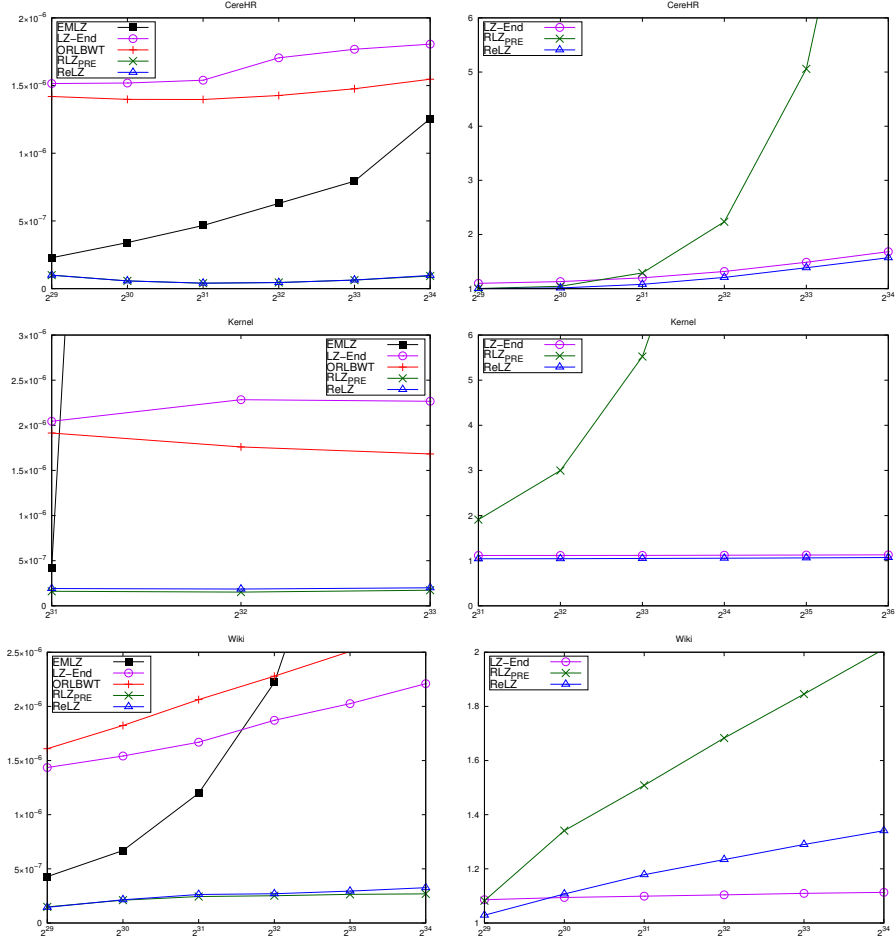 CereHR
2×10⁻⁶
1.5×10⁻⁶
1×10⁻⁶
5×10⁻⁷
0
2²⁹ 2³⁰ 2³¹ 2³² 2³³ 2³⁴
EMLZ
LZ-End
ORLBWT
RLZ_PRE
ReLZ
CereHR
6
5
4
3
2
1
2²⁹ 2³⁰ 2³¹ 2³² 2³³ 2³⁴
LZ-End
RLZ_PRE
ReLZ
Kernel
3×10⁻⁶
2.5×10⁻⁶
2×10⁻⁶
1.5×10⁻⁶
1×10⁻⁶
5×10⁻⁷
0
2³¹ 2³² 2³³
EMLZ
LZ-End
ORLBWT
RLZ_PRE
ReLZ
Kernel
6
5
4
3
2
1
0
2³¹ 2³² 2³³ 2³⁴ 2³⁵ 2³⁶
LZ-End
RLZ_PRE
ReLZ
Wiki
2.5×10⁻⁶
2×10⁻⁶
1.5×10⁻⁶
1×10⁻⁶
5×10⁻⁷
0
2²⁹ 2³⁰ 2³¹ 2³² 2³³ 2³⁴
EMLZ
LZ-End
ORLBWT
RLZ_PRE
ReLZ
Wiki
2
1.8
1.6
1.4
1.2
1
2²⁹ 2³⁰ 2³¹ 2³² 2³³ 2³⁴
LZ-End
RLZ_PRE
ReLZ